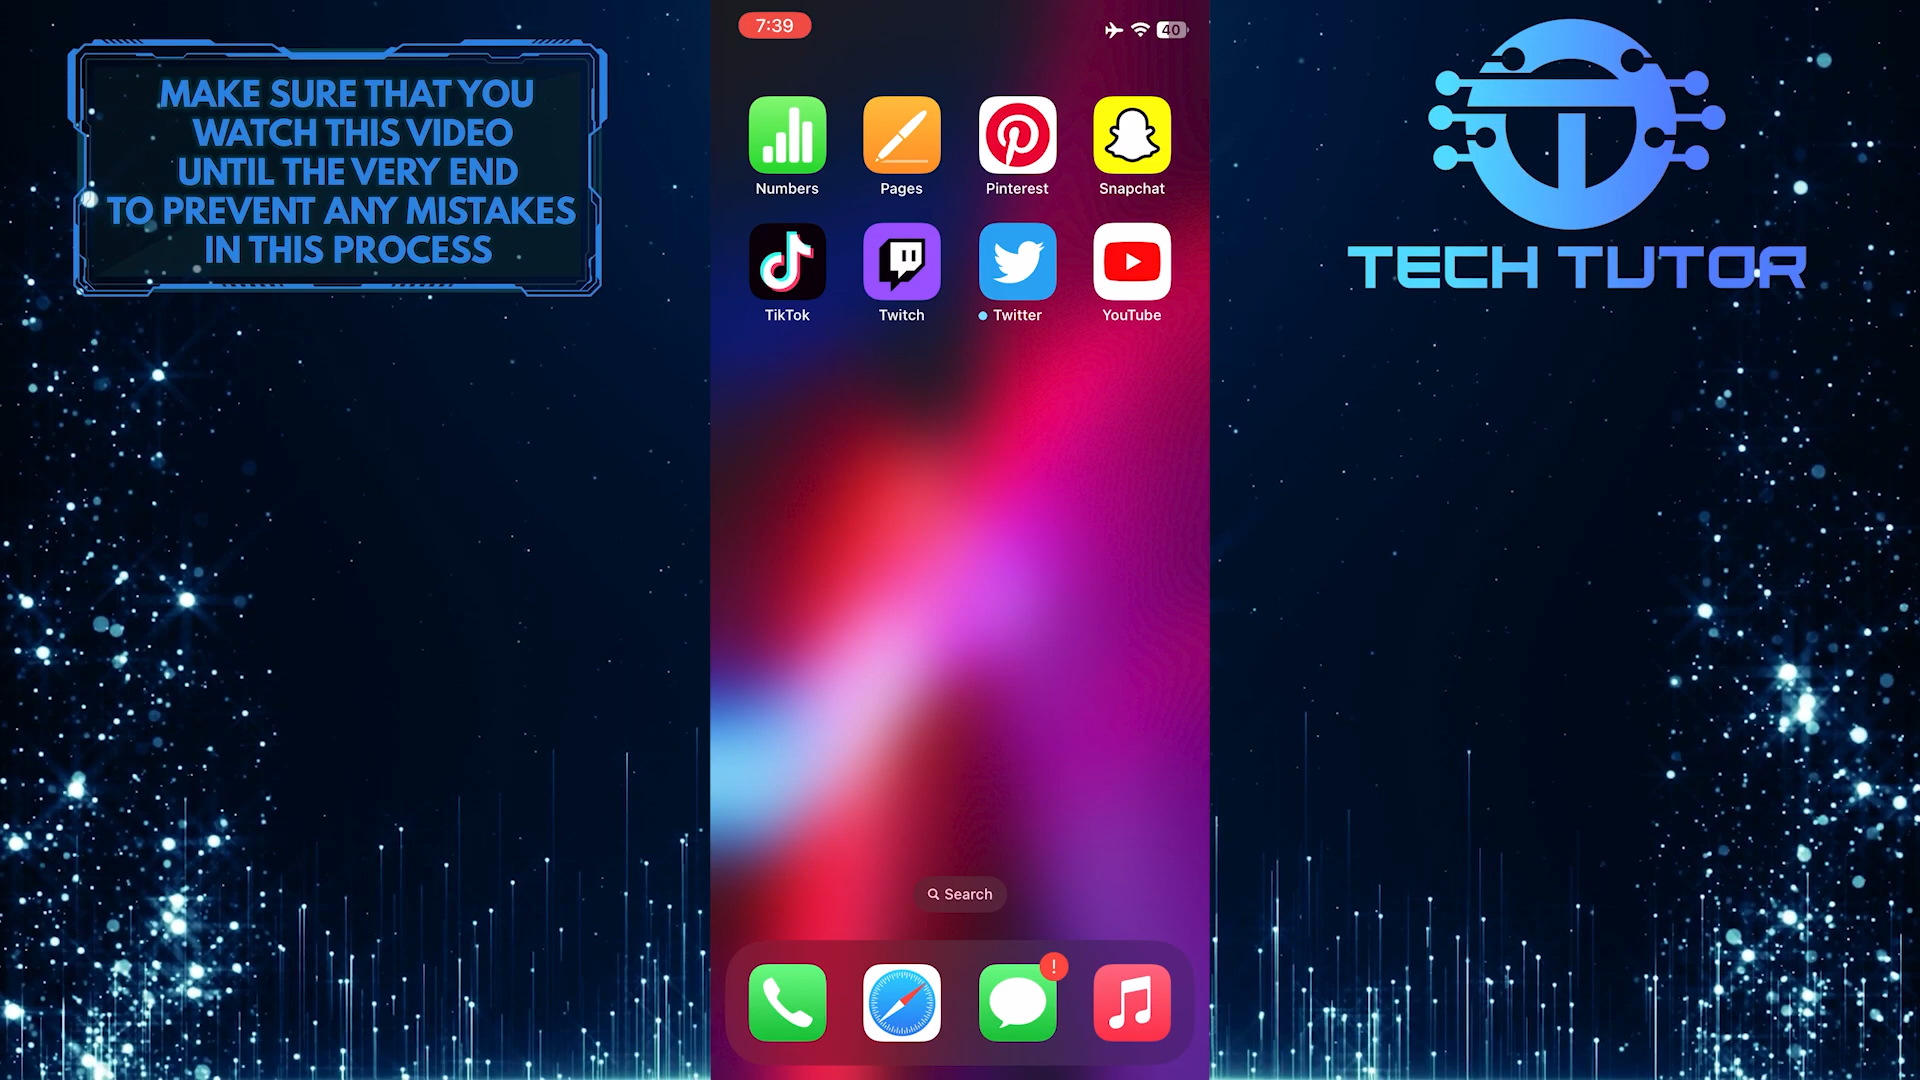 MAKE SURE THAT YOU
WATCH THIS VIDEO
UNTIL THE VERY END
TO PREVENT ANY MISTAKES
IN THIS PROCESS
7:39
40
Numbers
Pages
Pinterest
Snapchat
TikTok
Twitch
Twitter
YouTube
Search
!
TECH TUTOR